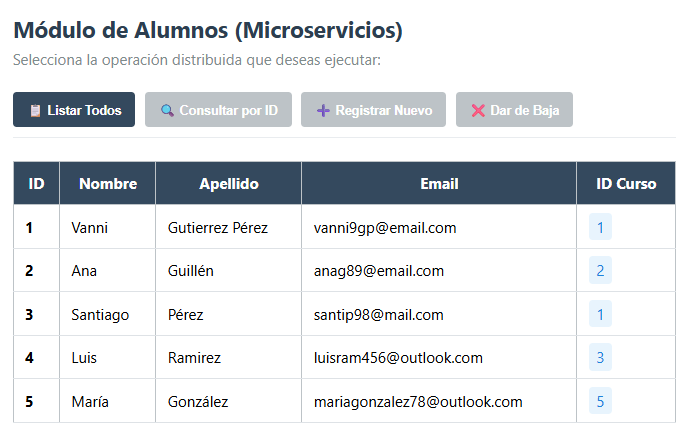 Módulo de Alumnos (Microservicios)
Selecciona la operación distribuida que deseas ejecutar:
Listar Todos Consultar por ID Registrar Nuevo Dar de Baja
ID Nombre Apellido Email ID Curso
1 Vanni Gutierrez Pérez vanni9gp@email.com 1
2 Ana Guillén anag89@email.com 2
3 Santiago Pérez santip98@mail.com 1
4 Luis Ramirez luisram456@outlook.com 3
5 María González mariagonzalez78@outlook.com 5